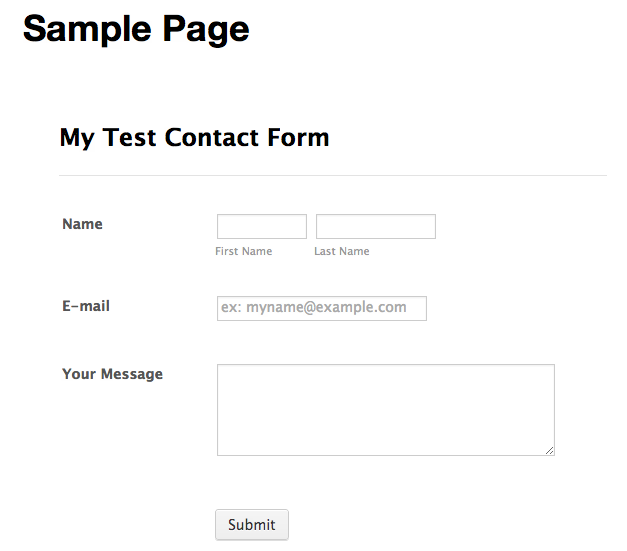 Sample Page
My Test Contact Form
Name
First Name Last Name
E-mail ex: myname@example.com
Your Message
Submit